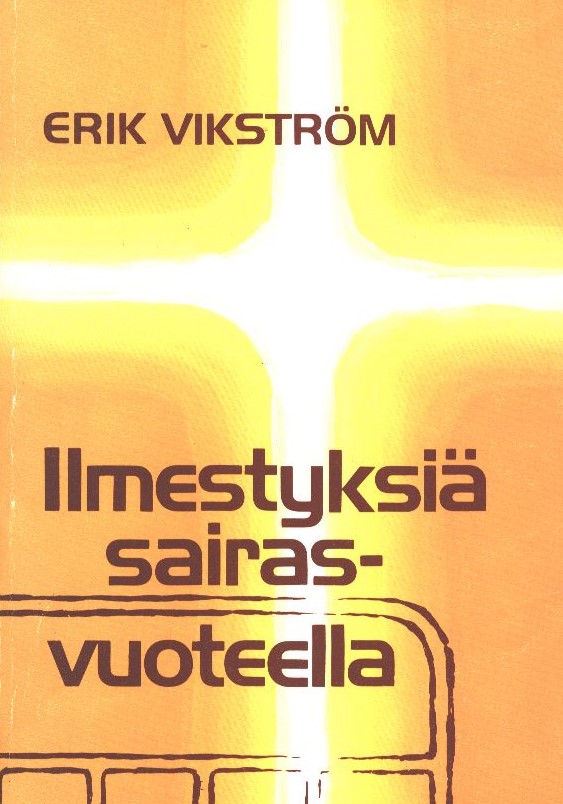 ERIK VIKSTRÖM
Ilmestyksiä
sairas-
vuoteella